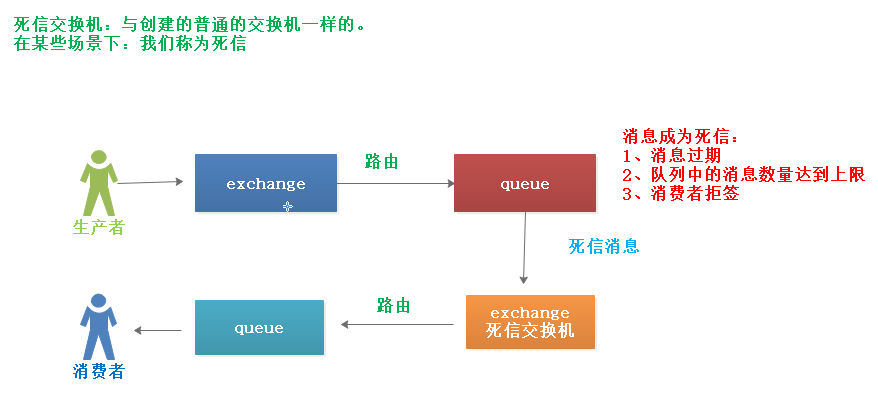 死信交换机：与创建的普通的交换机一样的。
在某些场景下：我们称为死信
消息成为死信：
1、消息过期
2、队列中的消息数量达到上限
3、消费者拒签
路由
exchange
queue
生产者
死信消息
路由
exchange
死信交换机
queue
消费者